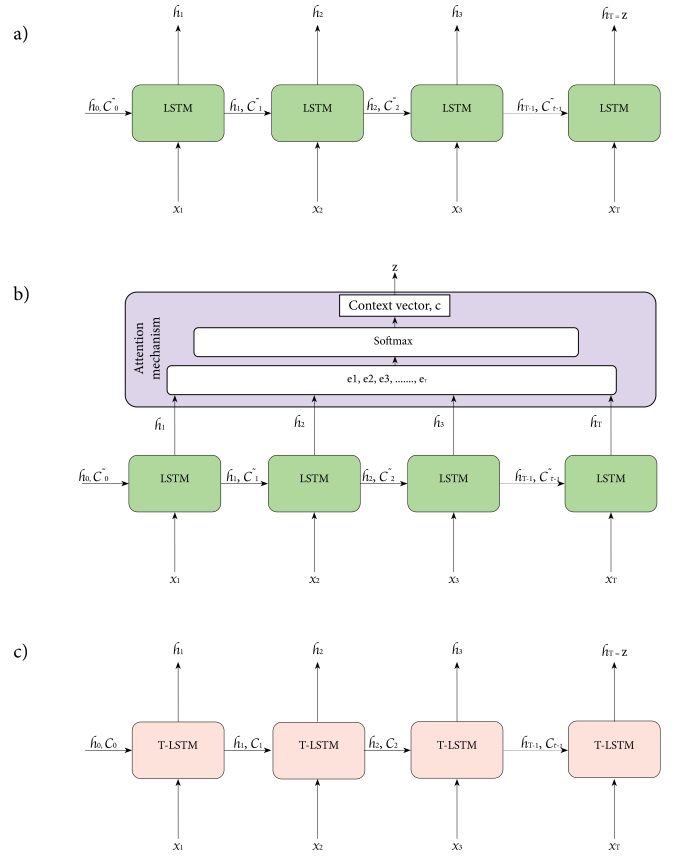 a)
h₁ h₂ h₃ hT = z
LSTM LSTM LSTM LSTM
h₀, C˜₀ h₁, C˜₁ h₂, C˜₂ hT-1, C˜t-1
x₁ x₂ x₃ xT
b)
z
Context vector, c
Softmax
Attention
mechanism
e1, e2, e3, ......., eT
h₁ h₂ h₃ hT
LSTM LSTM LSTM LSTM
h₀, C˜₀ h₁, C˜₁ h₂, C˜₂ hT-1, C˜t-1
x₁ x₂ x₃ xT
c)
h₁ h₂ h₃ hT = z
T-LSTM T-LSTM T-LSTM T-LSTM
h₀, C₀ h₁, C₁ h₂, C₂ hT-1, Ct-1
x₁ x₂ x₃ xT